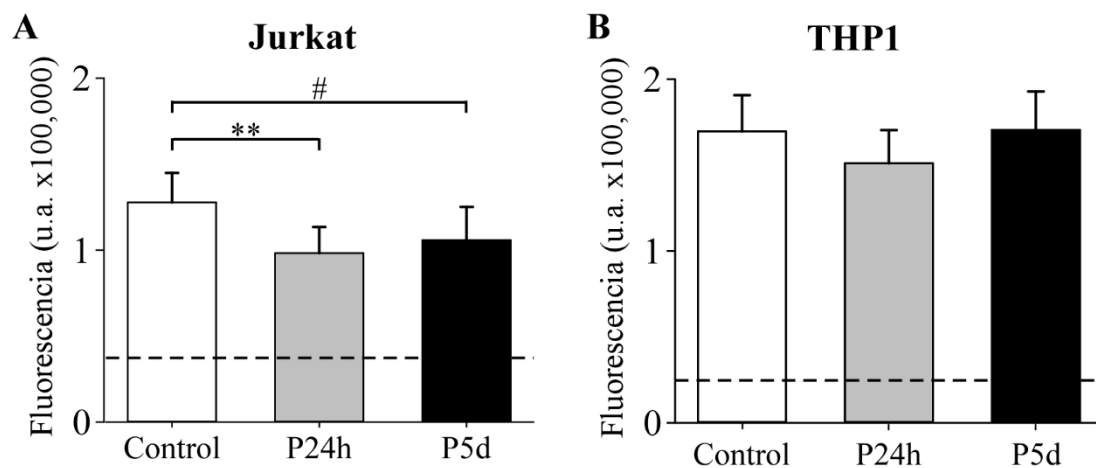 A
Jurkat
Fluorescencia (u.a. x100,000)
2
1
0
#
**
Control
P24h
P5d
B
THP1
Fluorescencia (u.a. x100,000)
2
1
0
Control
P24h
P5d